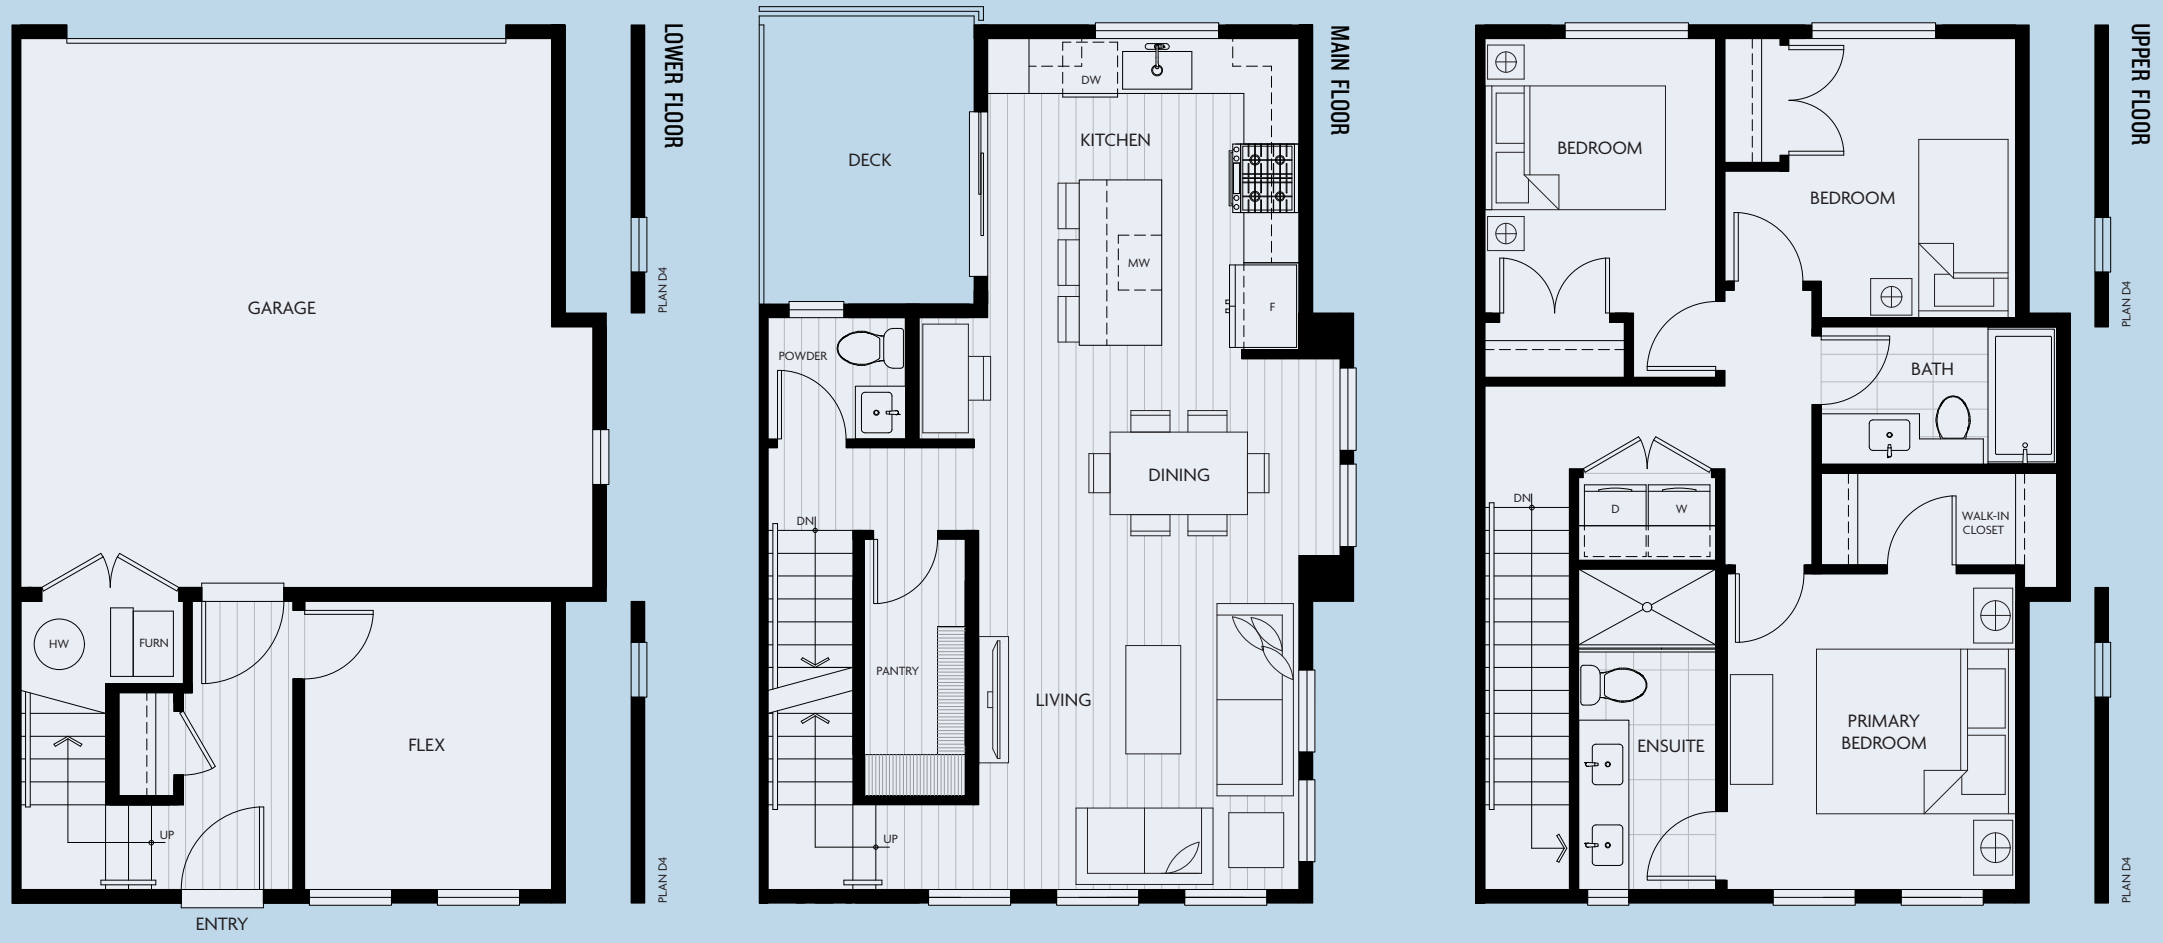 LOWER FLOOR
GARAGE
PLAN D4
HW
FURN
FLEX
UP
PLAN D4
ENTRY
MAIN FLOOR
DW
KITCHEN
DECK
MW
F
POWDER
DINING
DN
PANTRY
LIVING
UP
UPPER FLOOR
BEDROOM
BEDROOM
PLAN D4
BATH
DN
D
W
WALK-IN
CLOSET
PRIMARY
BEDROOM
ENSUITE
PLAN D4